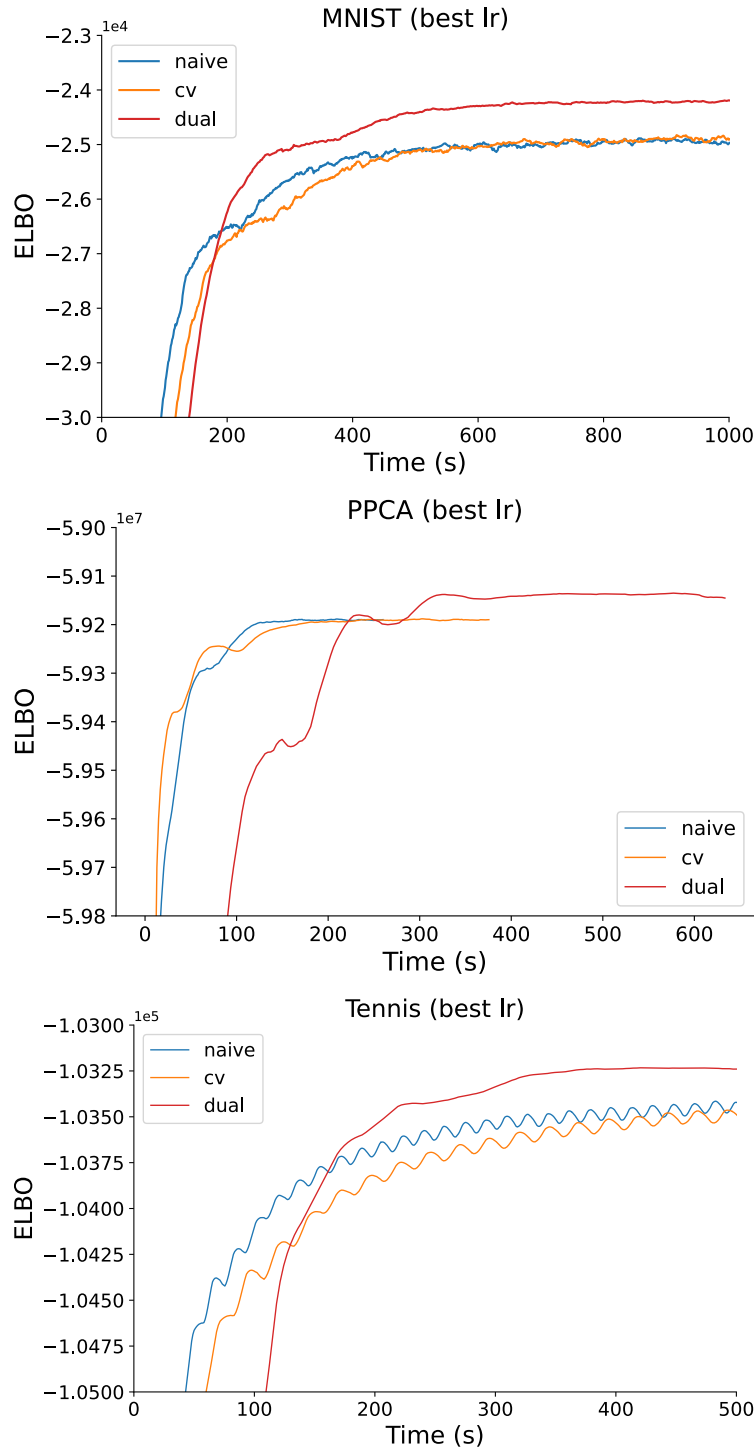 MNIST (best lr)
1e4
−2.3
−2.4
−2.5
−2.6
−2.7
−2.8
−2.9
−3.0
ELBO
naive
cv
dual
0 200 400 600 800 1000
Time (s)
PPCA (best lr)
1e7
−5.90
−5.91
−5.92
−5.93
−5.94
−5.95
−5.96
−5.97
−5.98
ELBO
naive
cv
dual
0 100 200 300 400 500 600
Time (s)
Tennis (best lr)
1e5
−1.0300
−1.0325
−1.0350
−1.0375
−1.0400
−1.0425
−1.0450
−1.0475
−1.0500
ELBO
naive
cv
dual
0 100 200 300 400 500
Time (s)